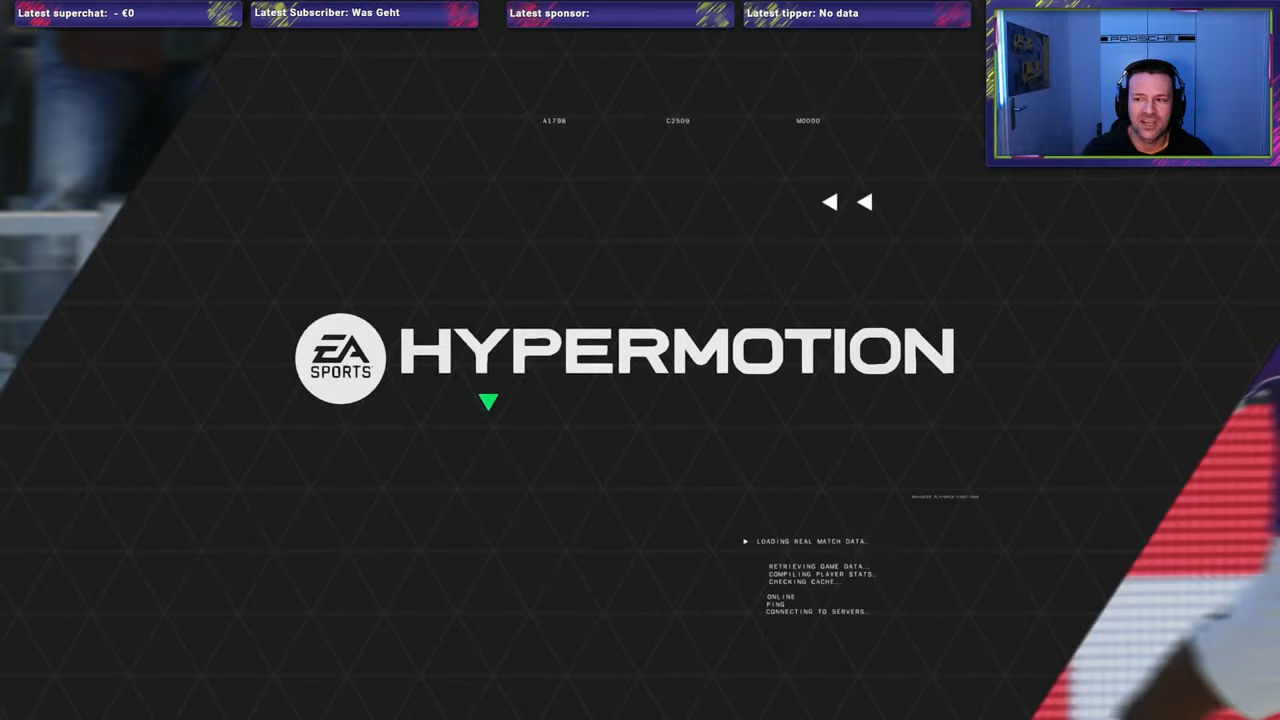 Latest superchat: - €0
Latest Subscriber: Was Geht
Latest sponsor:
Latest tipper: No data
PORSCHE
A1798
C2509
M0000
EA SPORTS
HYPERMOTION
LOADING REAL MATCH DATA..
RETRIEVING GAME DATA...
COMPILING PLAYER STATS..
CHECKING CACHE...
ONLINE
PING
CONNECTING TO SERVERS..